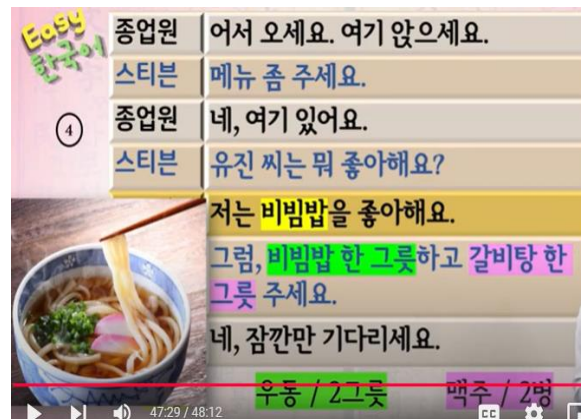 Easy
한국어
④
종업원 어서 오세요. 여기 앉으세요.
스티븐 메뉴 좀 주세요.
종업원 네, 여기 있어요.
스티븐 유진 씨는 뭐 좋아해요?
저는 비빔밥을 좋아해요.
그럼, 비빔밥 한 그릇하고 갈비탕 한
그릇 주세요.
네, 잠깐만 기다리세요.
우동 / 2그릇 맥주 / 2병
47:29 / 48:12
CC